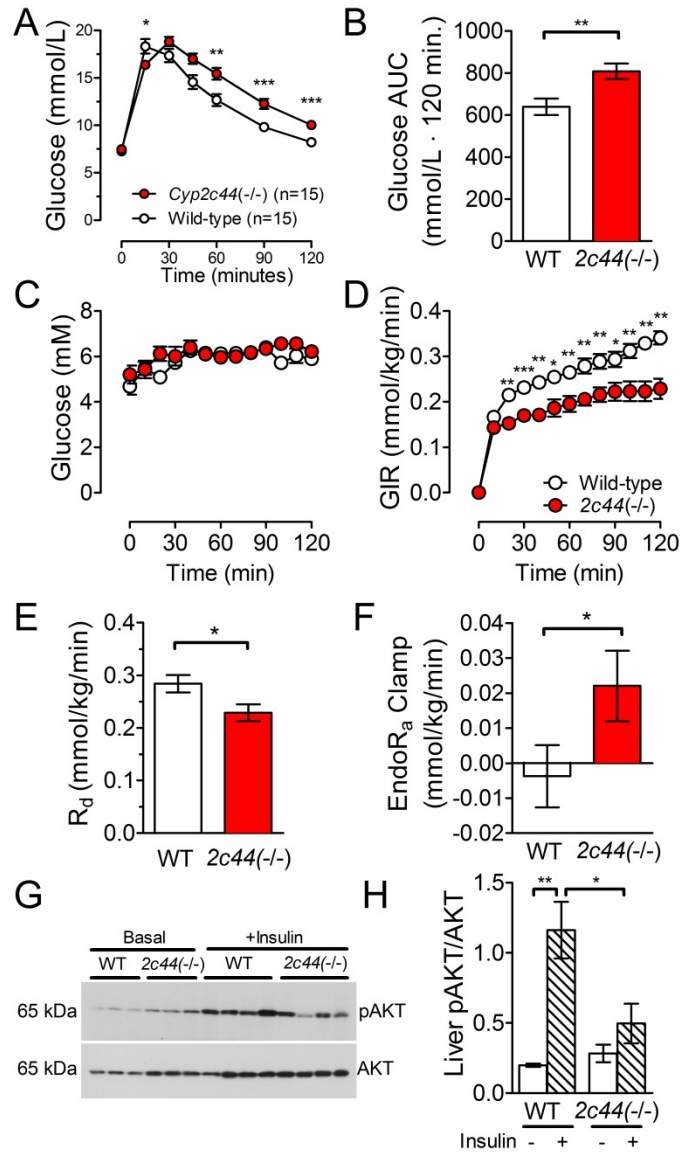 A
Glucose (mmol/L)
20
15
10
5
0
*
**
***
***
Cyp2c44(-/-) (n=15)
Wild-type (n=15)
0 30 60 90 120
Time (minutes)
B
Glucose AUC
(mmol/L · 120 min.)
1000
800
600
400
200
0
**
WT 2c44(-/-)
C
Glucose (mM)
8
6
4
2
0
0 30 60 90 120
Time (min)
D
GIR (mmol/kg/min)
0.4
0.3
0.2
0.1
0.0
** *** ** * ** ** ** * ** ** **
Wild-type
2c44(-/-)
0 30 60 90 120
Time (min)
E
Rd (mmol/kg/min)
0.4
0.3
0.2
0.1
0.0
*
WT 2c44(-/-)
F
EndoRa Clamp
(mmol/kg/min)
0.04
0.03
0.02
0.01
0.00
-0.01
-0.02
*
WT 2c44(-/-)
G
Basal +Insulin
WT 2c44(-/-) WT 2c44(-/-)
65 kDa pAKT
65 kDa AKT
H
Liver pAKT/AKT
1.5
1.0
0.5
0.0
** *
WT 2c44(-/-)
Insulin - + - +